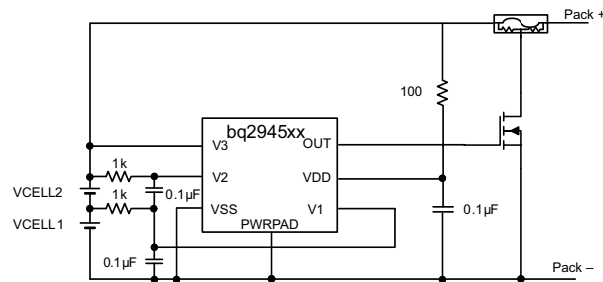 Pack +
100
bq2945xx
V3
OUT
1k
V2
VDD
VCELL2
1k
0.1µF
0.1µF
VCELL1
VSS
V1
PWRPAD
0.1µF
Pack –